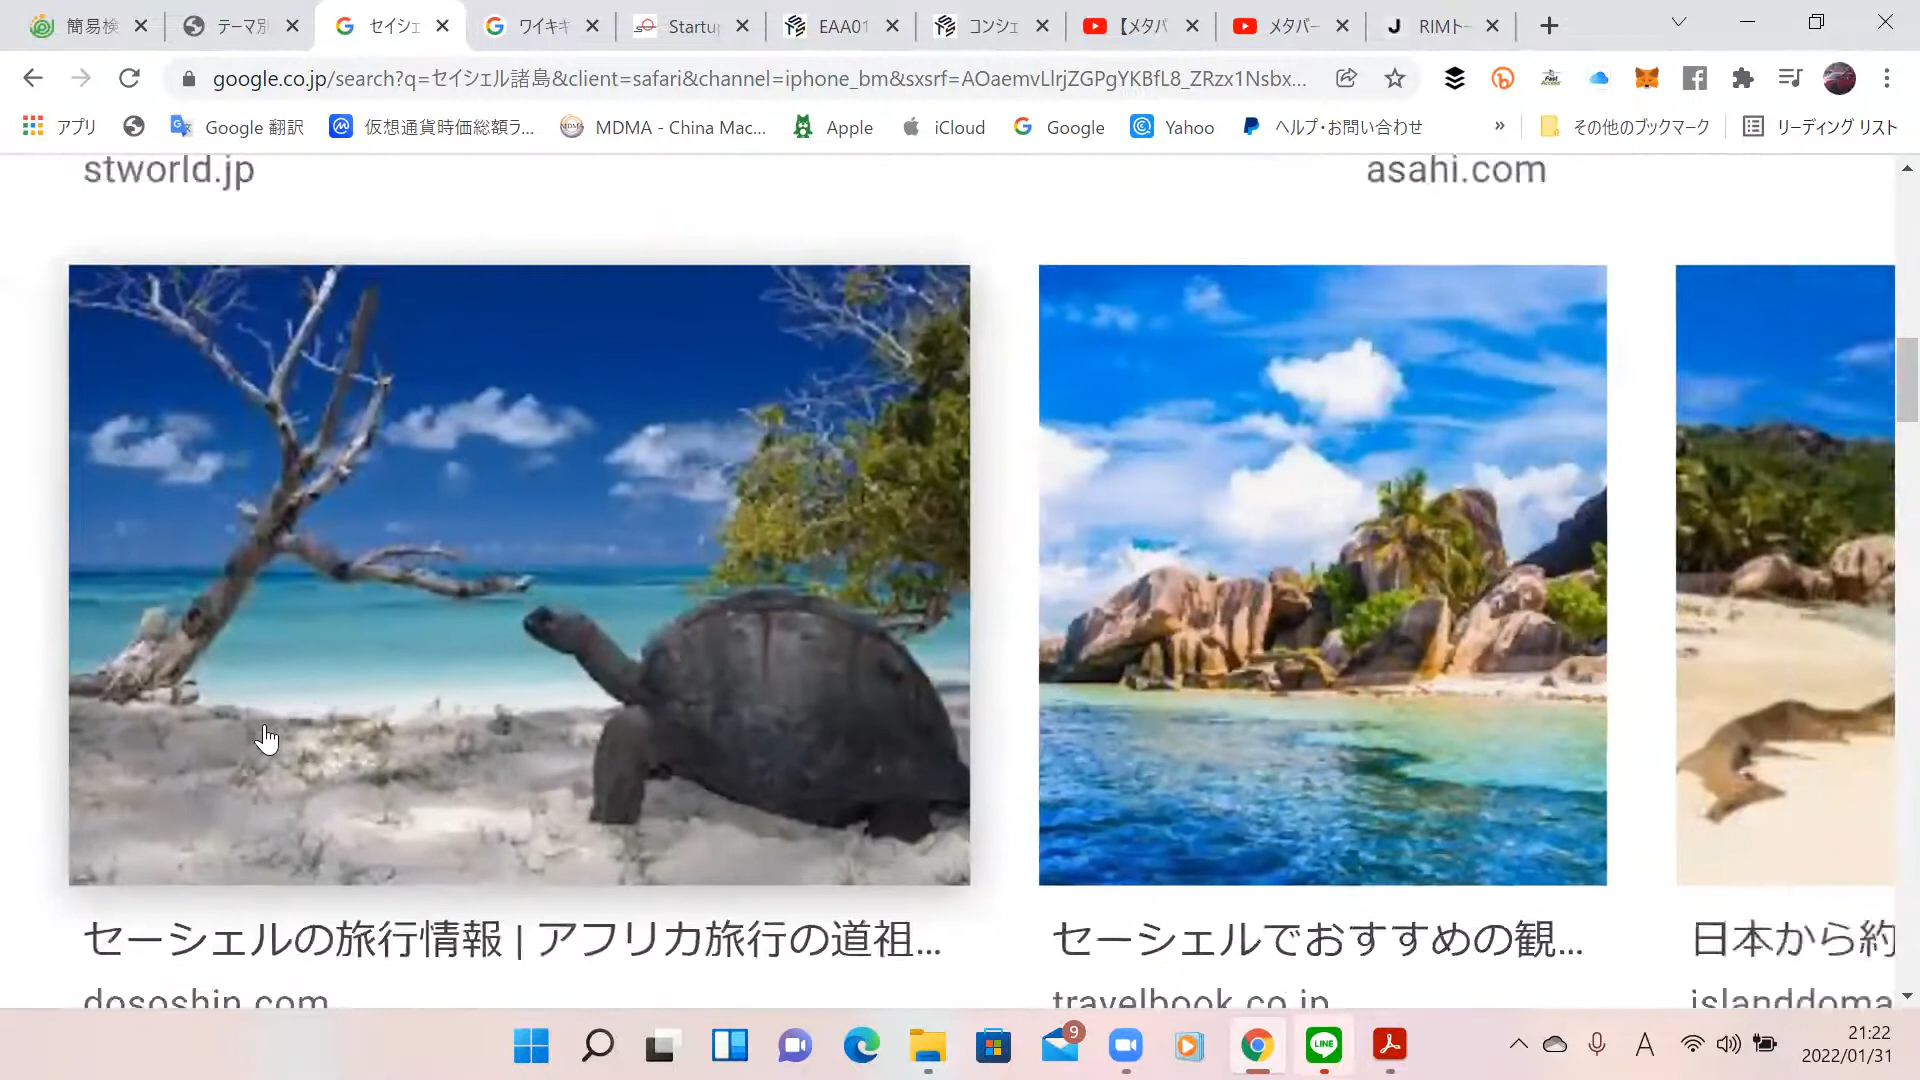 簡易検
テーマ別
セイシェ
ワイキキ
Startu
EAA01
コンシェ
【メタバ
メタバー
RIMトー
google.co.jp/search?q=セイシェル諸島&client=safari&channel=iphone_bm&sxsrf=AOaemvLIrjZGPgYKBfL8_ZRzx1Nsbx...
アプリ
Google 翻訳
仮想通貨時価総額ラ...
MDMA - China Mac...
Apple
iCloud
Google
Yahoo
ヘルプ・お問い合わせ
»
その他のブックマーク
リーディング リスト
stworld.jp
asahi.com
セーシェルの旅行情報 | アフリカ旅行の道祖...
セーシェルでおすすめの観...
日本から約
dososhin.com
travelbook.co.jp
islanddoma
9
LINE
A
21:22
2022/01/31